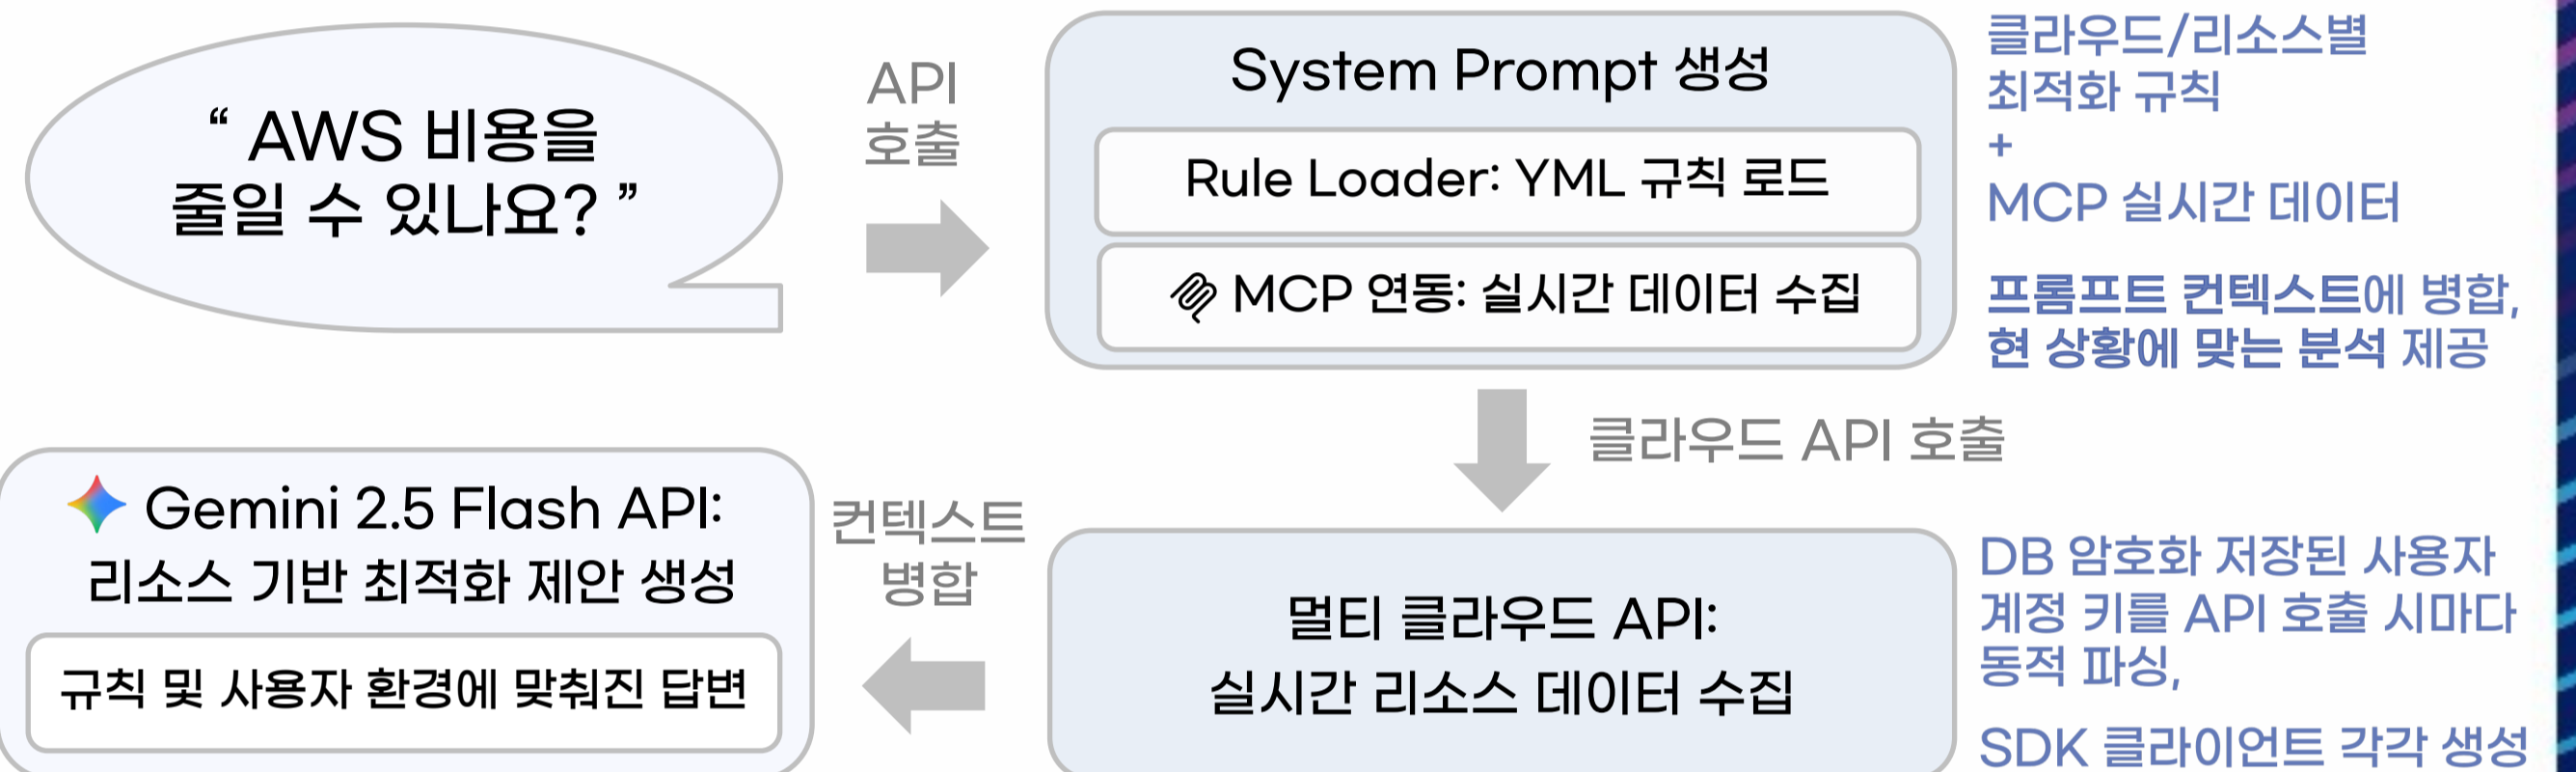 “ AWS 비용을
줄일 수 있나요? ”
API
호출
System Prompt 생성
Rule Loader: YML 규칙 로드
MCP 연동: 실시간 데이터 수집
클라우드/리소스별
최적화 규칙
+
MCP 실시간 데이터
프롬프트 컨텍스트에 병합,
현 상황에 맞는 분석 제공
클라우드 API 호출
멀티 클라우드 API:
실시간 리소스 데이터 수집
DB 암호화 저장된 사용자
계정 키를 API 호출 시마다
동적 파싱,
SDK 클라이언트 각각 생성
컨텍스트
병합
Gemini 2.5 Flash API:
리소스 기반 최적화 제안 생성
규칙 및 사용자 환경에 맞춰진 답변